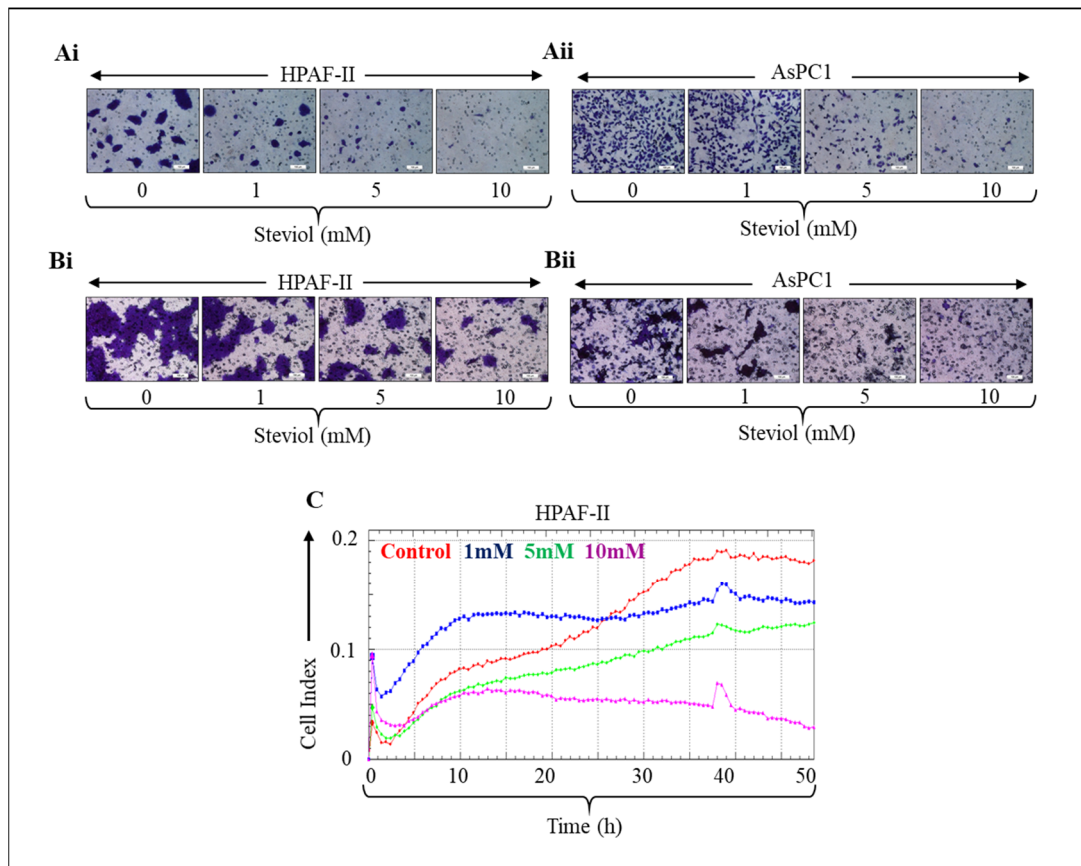 Ai
HPAF-II
0 1 5 10
Steviol (mM)
Aii
AsPC1
0 1 5 10
Steviol (mM)
Bi
HPAF-II
0 1 5 10
Steviol (mM)
Bii
AsPC1
0 1 5 10
Steviol (mM)
C
HPAF-II
Control 1mM 5mM 10mM
Cell Index
0.2
0.1
0
0 10 20 30 40 50
Time (h)